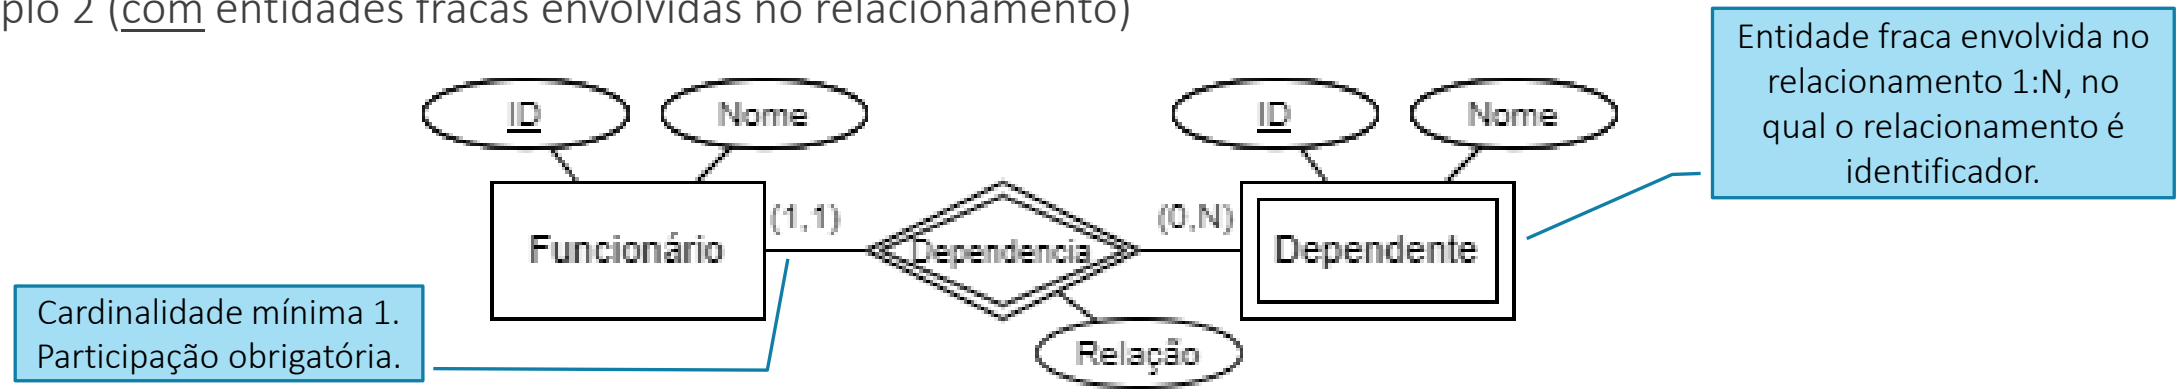 plo 2 (com entidades fracas envolvidas no relacionamento)
Entidade fraca envolvida no
relacionamento 1:N, no
qual o relacionamento é
identificador.
ID
Nome
ID
Nome
Funcionário
(1,1)
Dependencia
(0,N)
Dependente
Relação
Cardinalidade mínima 1.
Participação obrigatória.